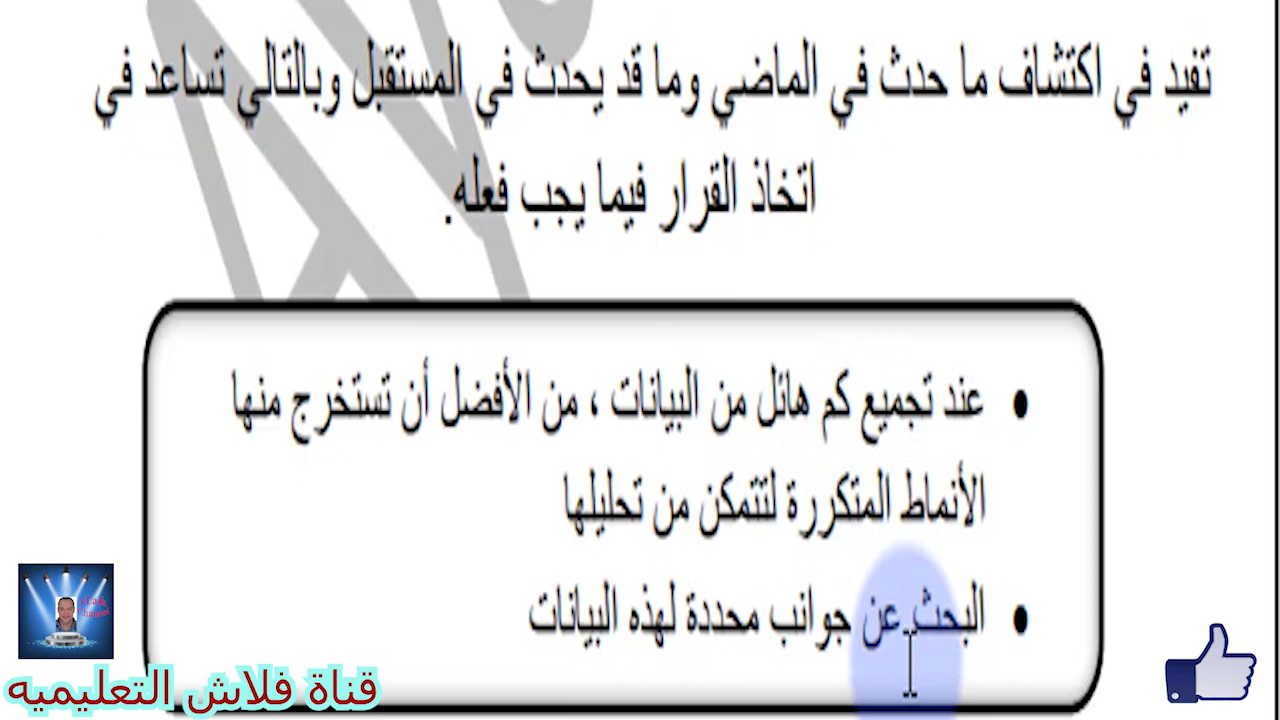 تفيد في اكتشاف ما حدث في الماضي وما قد يحدث في المستقبل وبالتالي تساعد في
اتخاذ القرار فيما يجب فعله.
• عند تجميع كم هائل من البيانات ، من الأفضل أن تستخرج منها
الأنماط المتكررة لتتمكن من تحليلها
• البحث عن جوانب محددة لهذه البيانات
قناة فلاش التعليميه